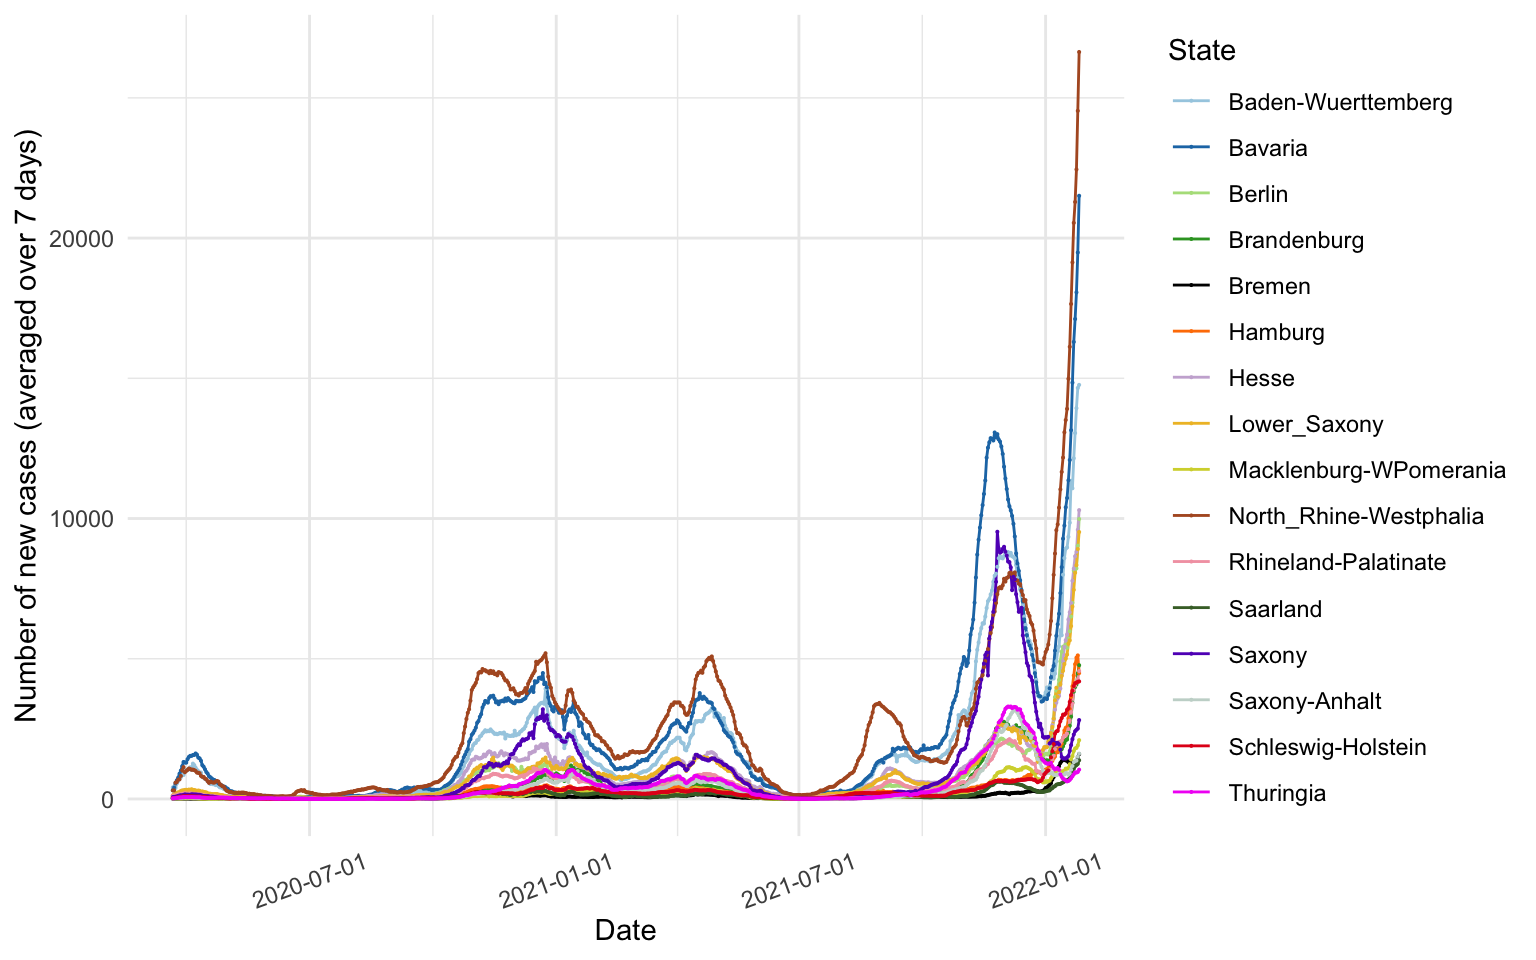 Number of new cases (averaged over 7 days)
20000
10000
0
2020-07-01
2021-01-01
2021-07-01
2022-01-01
Date
State
Baden-Wuerttemberg
Bavaria
Berlin
Brandenburg
Bremen
Hamburg
Hesse
Lower_Saxony
Macklenburg-WPomerania
North_Rhine-Westphalia
Rhineland-Palatinate
Saarland
Saxony
Saxony-Anhalt
Schleswig-Holstein
Thuringia